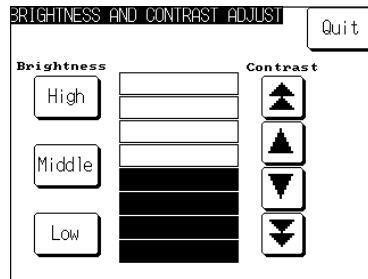 BRIGHTNESS AND CONTRAST ADJUST
Quit
Brightness
Contrast
High
Middle
Low